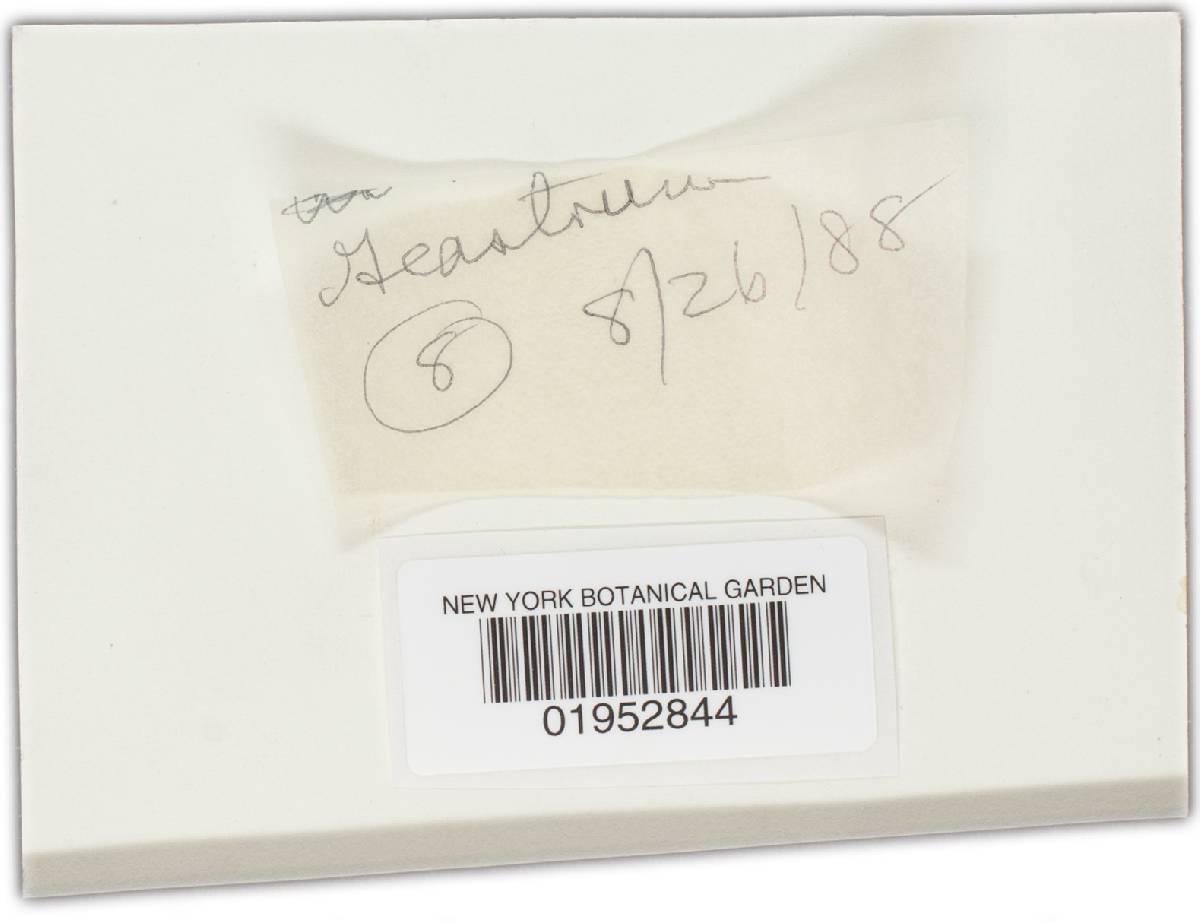 Geastrum
8 8/26/88
NEW YORK BOTANICAL GARDEN
01952844